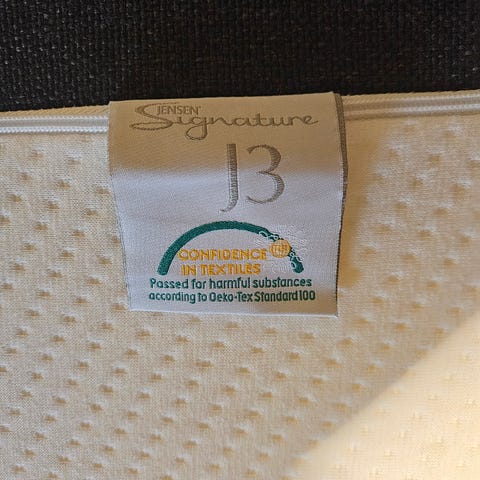 JENSEN®
Signature
J3
CONFIDENCE
IN TEXTILES
Passed for harmful substances
according to Oeko-Tex Standard 100